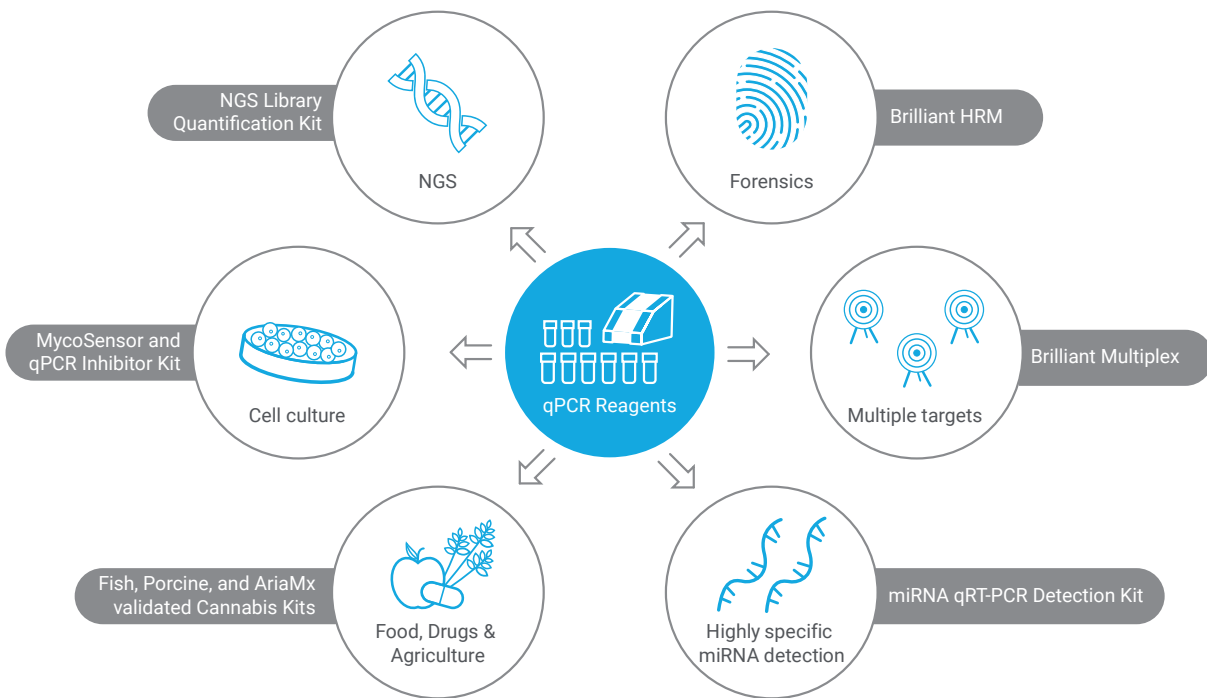 NGS Library
Quantification Kit
NGS
Forensics
Brilliant HRM
MycoSensor and
qPCR Inhibitor Kit
Cell culture
qPCR Reagents
Multiple targets
Brilliant Multiplex
Fish, Porcine, and AriaMx
validated Cannabis Kits
Food, Drugs &
Agriculture
Highly specific
miRNA detection
miRNA qRT-PCR Detection Kit